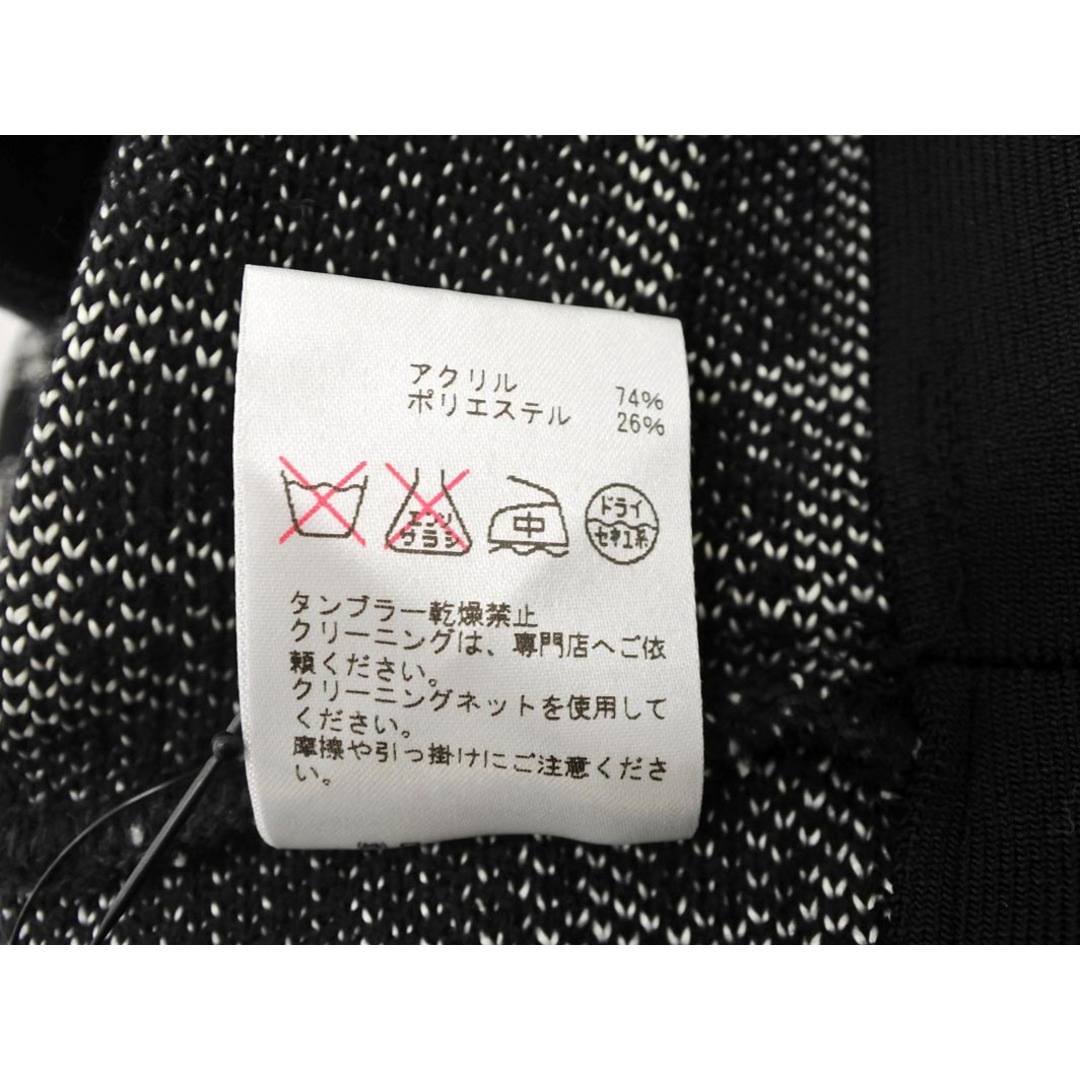 アクリル 74%
ポリエステル 26%
エンソ
サラシ
中
ドライ
セキユ系
タンブラー乾燥禁止
クリーニングは、専門店へご依
頼ください。
クリーニングネットを使用して
ください。
摩擦や引っ掛けにご注意くださ
い。